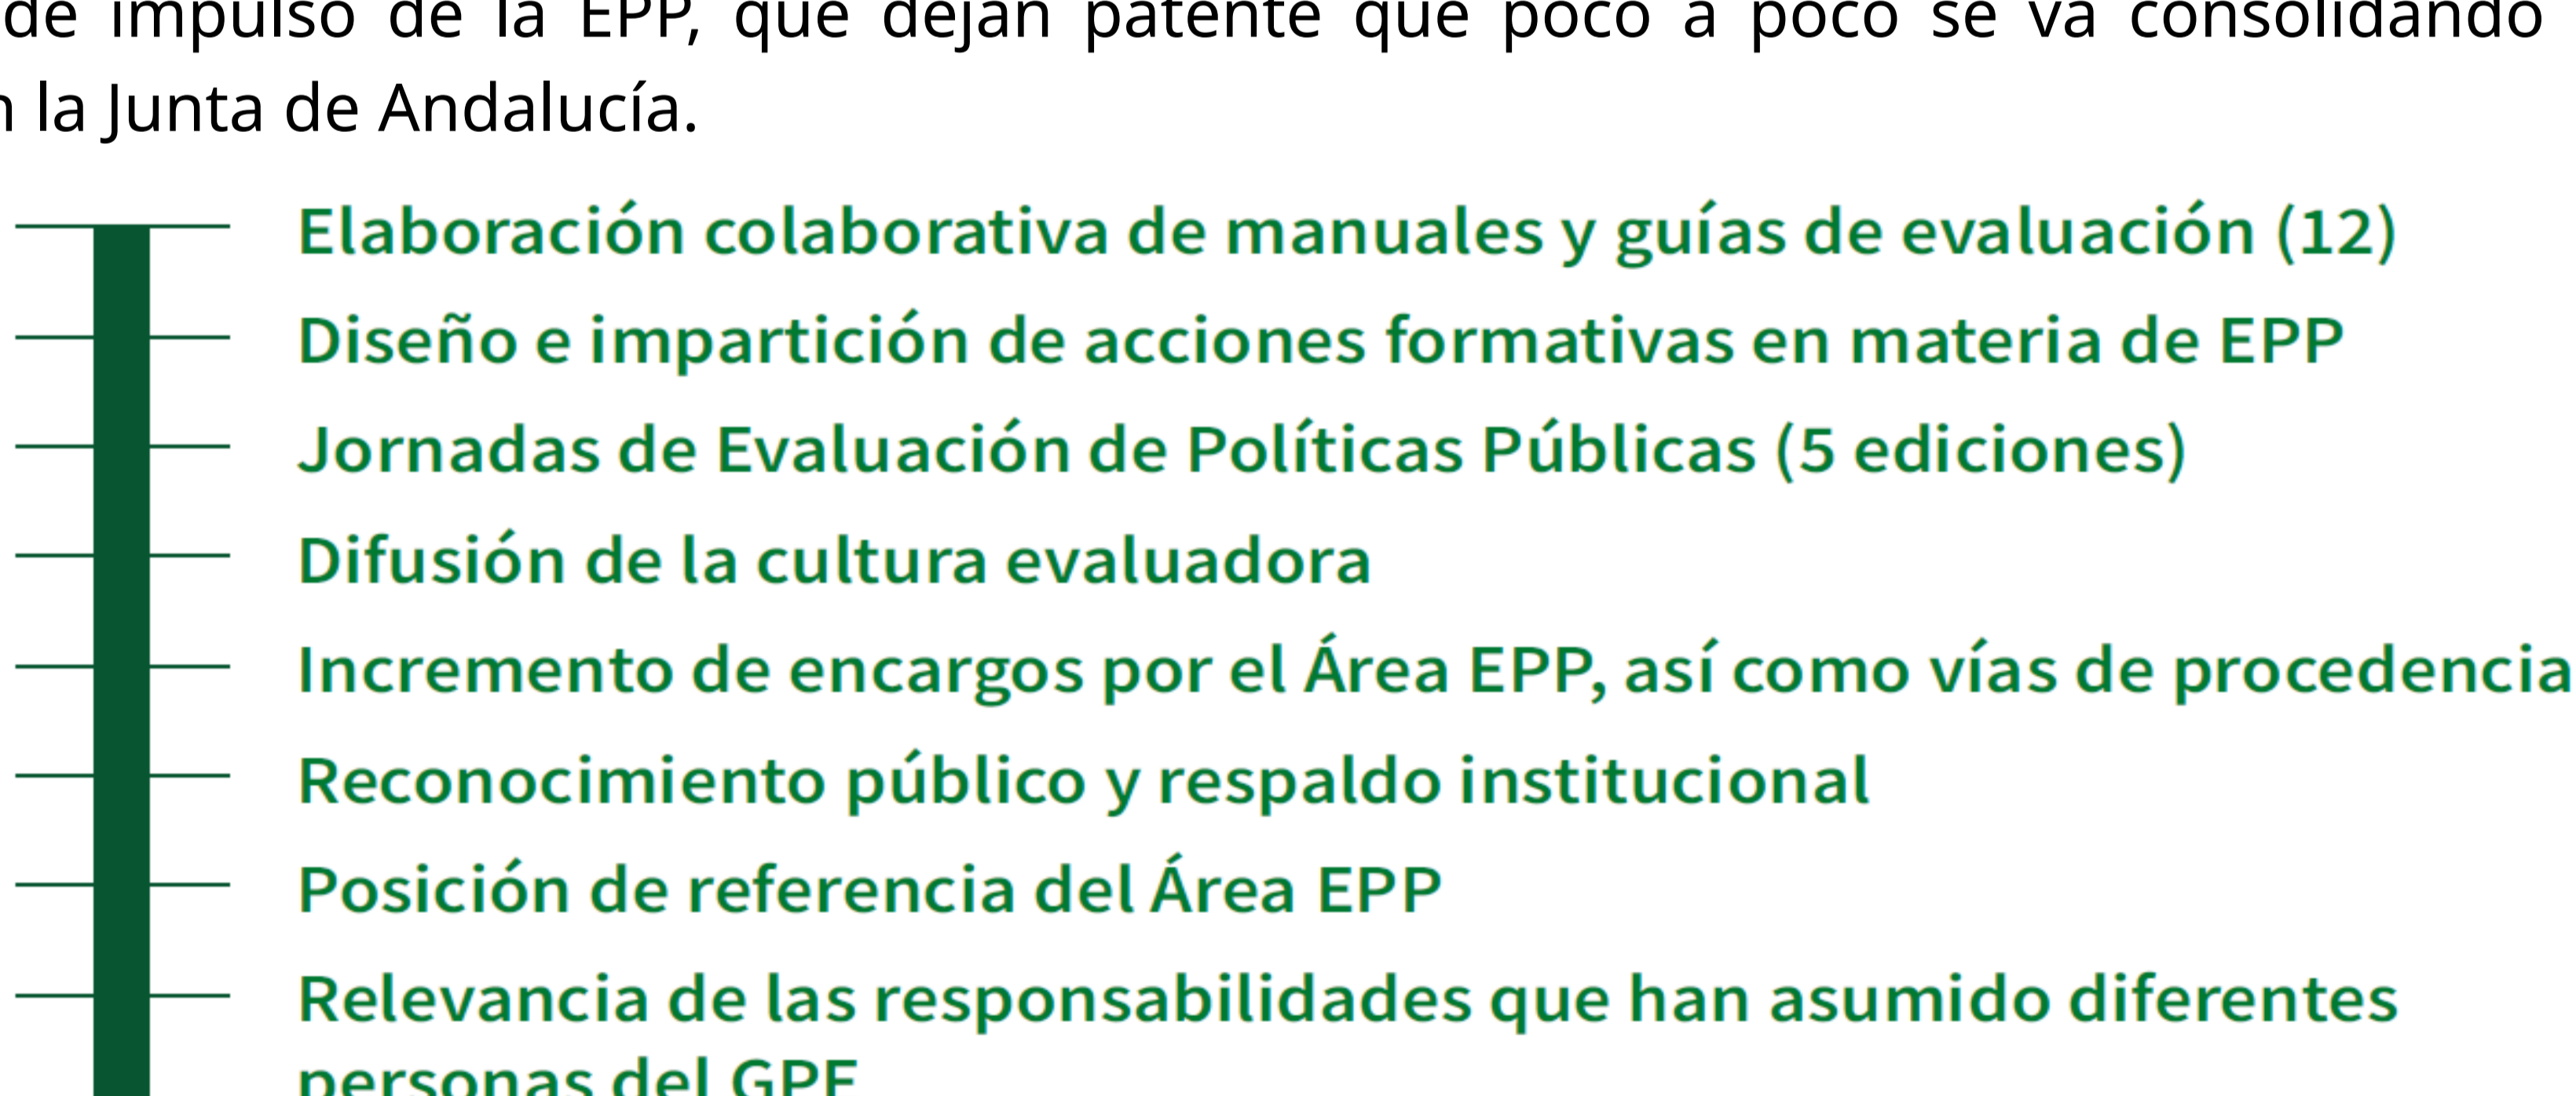 de impulso de la EPP, que dejan patente que poco a poco se va consolidando
la Junta de Andalucía.
Elaboración colaborativa de manuales y guías de evaluación (12)
Diseño e impartición de acciones formativas en materia de EPP
Jornadas de Evaluación de Políticas Públicas (5 ediciones)
Difusión de la cultura evaluadora
Incremento de encargos por el Área EPP, así como vías de procedencia
Reconocimiento público y respaldo institucional
Posición de referencia del Área EPP
Relevancia de las responsabilidades que han asumido diferentes
personas del